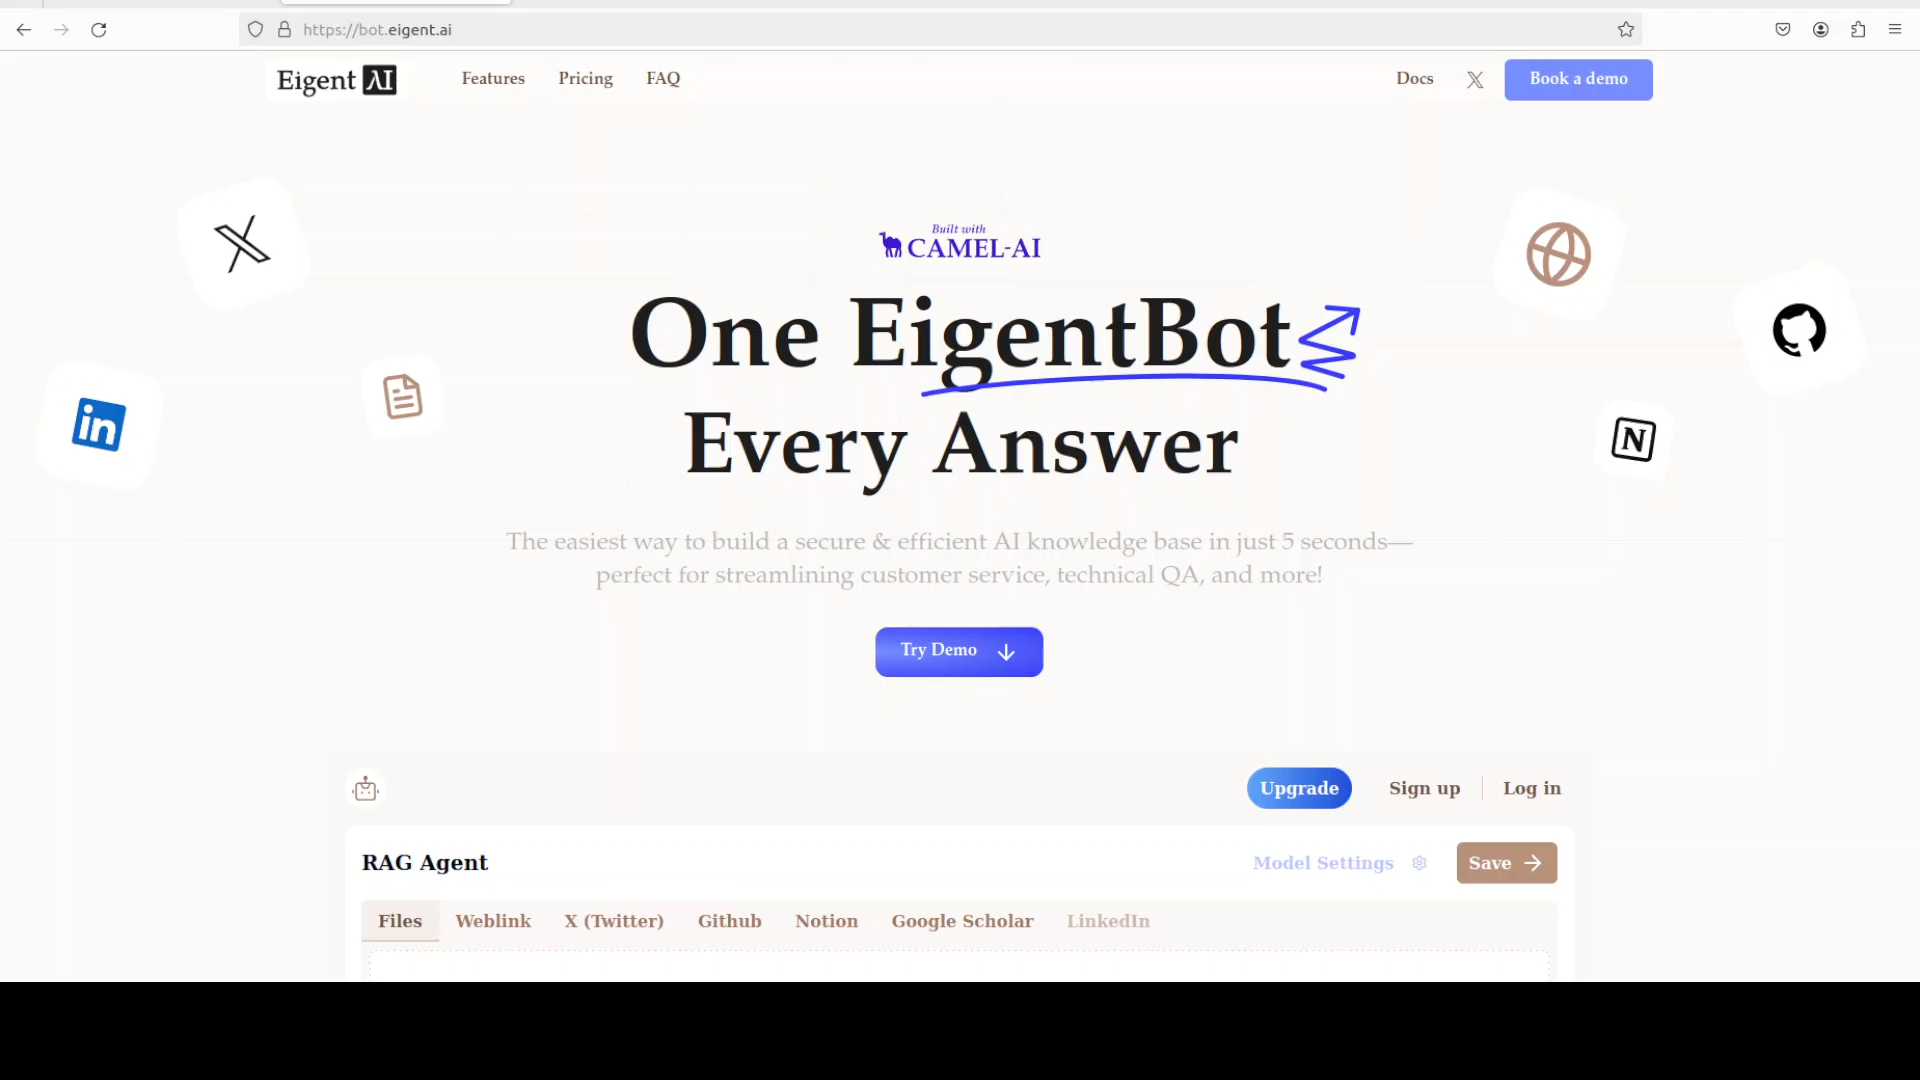 https://bot.eigent.ai
Eigent AI
Features
Pricing
FAQ
Docs
Book a demo
Built with
CAMEL-AI
One EigentBot
Every Answer
The easiest way to build a secure & efficient AI knowledge base in just 5 seconds—
perfect for streamlining customer service, technical QA, and more!
Try Demo
Upgrade
Sign up
Log in
RAG Agent
Model Settings
Save
Files
Weblink
X (Twitter)
Github
Notion
Google Scholar
LinkedIn